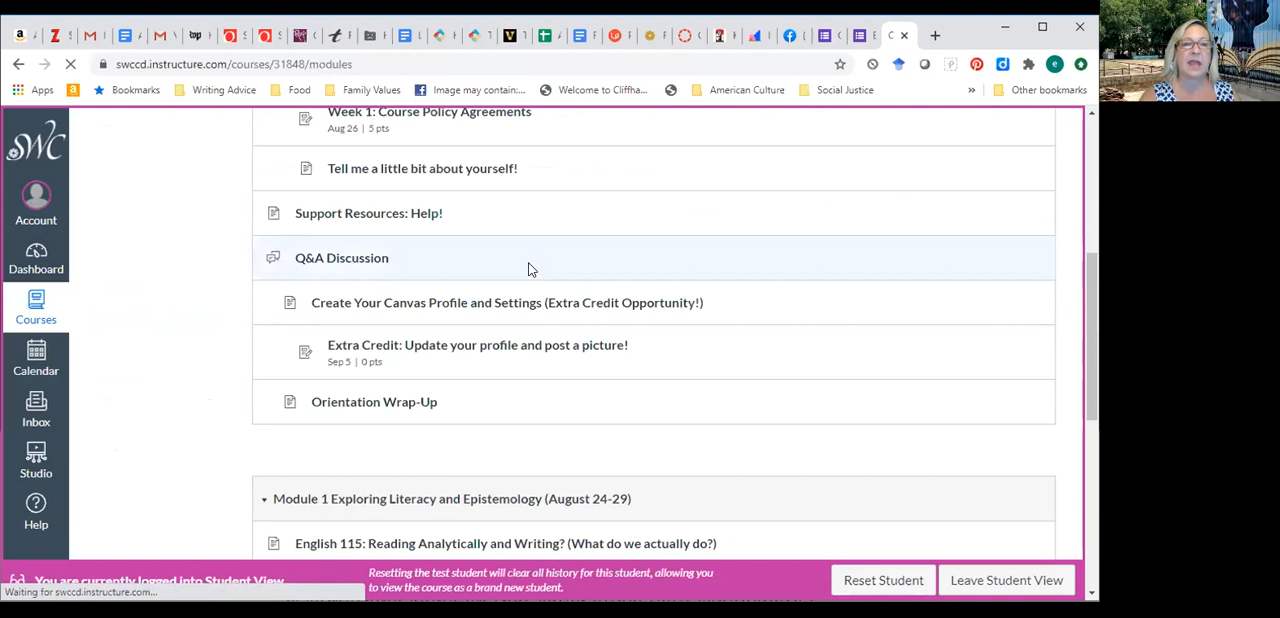 swccd.instructure.com/courses/31848/modules
Apps
Bookmarks
Writing Advice
Food
Family Values
Image may contain:...
Welcome to Cliffha...
American Culture
Social Justice
»
Other bookmarks
SWC
Account
Dashboard
Courses
Calendar
Inbox
Studio
Help
Week 1: Course Policy Agreements
Aug 26 | 5 pts
Tell me a little bit about yourself!
Support Resources: Help!
Q&A Discussion
Create Your Canvas Profile and Settings (Extra Credit Opportunity!)
Extra Credit: Update your profile and post a picture!
Sep 5 | 0 pts
Orientation Wrap-Up
Module 1 Exploring Literacy and Epistemology (August 24-29)
English 115: Reading Analytically and Writing? (What do we actually do?)
You are currently logged into Student View
Resetting the test student will clear all history for this student, allowing you
to view the course as a brand new student.
Reset Student
Leave Student View
Waiting for swccd.instructure.com...